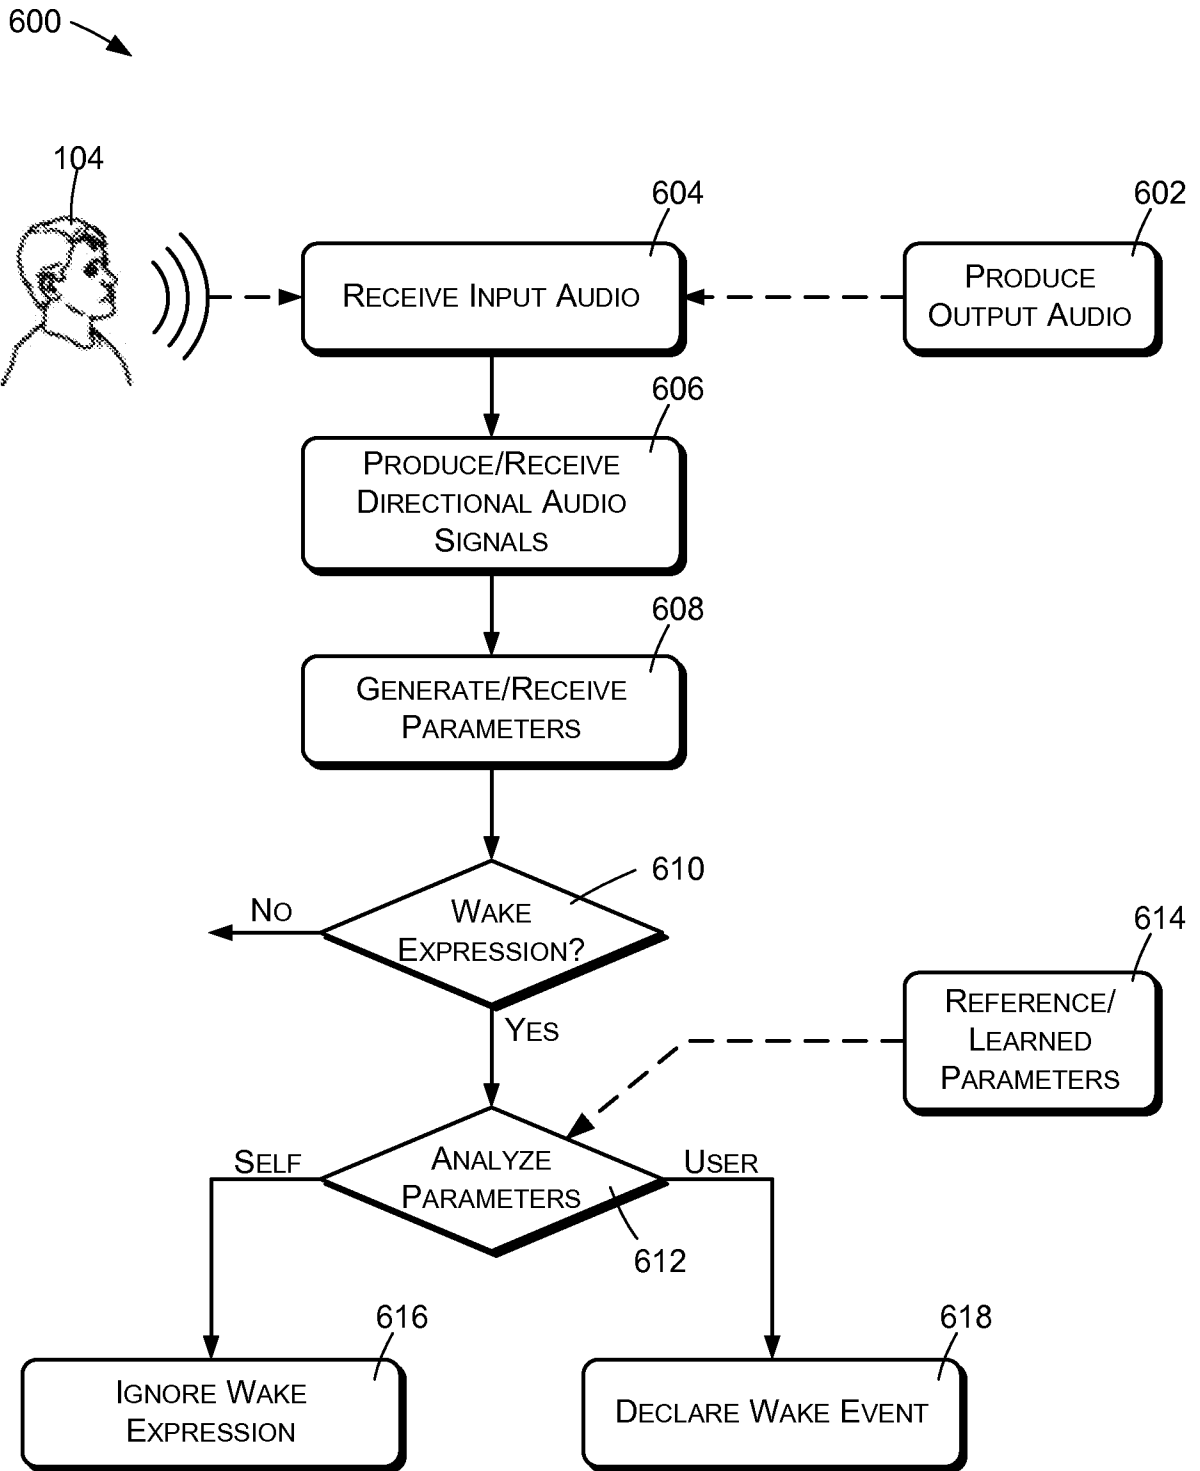 600
104
604
602
RECEIVE INPUT AUDIO
PRODUCE
OUTPUT AUDIO
606
PRODUCE/RECEIVE
DIRECTIONAL AUDIO
SIGNALS
608
GENERATE/RECEIVE
PARAMETERS
610
WAKE
EXPRESSION?
NO
YES
614
REFERENCE/
LEARNED
PARAMETERS
ANALYZE
PARAMETERS
SELF
USER
612
616
IGNORE WAKE
EXPRESSION
618
DECLARE WAKE EVENT